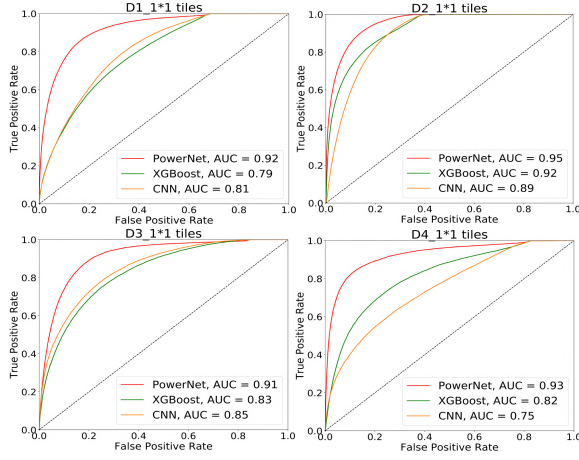 D1_1*1 tiles
True Positive Rate
1.0
0.8
0.6
0.4
0.2
0.0
PowerNet, AUC = 0.92
XGBoost, AUC = 0.79
CNN, AUC = 0.81
0.0 0.2 0.4 0.6 0.8 1.0
False Positive Rate
D2_1*1 tiles
True Positive Rate
1.0
0.8
0.6
0.4
0.2
0.0
PowerNet, AUC = 0.95
XGBoost, AUC = 0.92
CNN, AUC = 0.89
0.0 0.2 0.4 0.6 0.8 1.0
False Positive Rate
D3_1*1 tiles
True Positive Rate
1.0
0.8
0.6
0.4
0.2
0.0
PowerNet, AUC = 0.91
XGBoost, AUC = 0.83
CNN, AUC = 0.85
0.0 0.2 0.4 0.6 0.8 1.0
False Positive Rate
D4_1*1 tiles
True Positive Rate
1.0
0.8
0.6
0.4
0.2
0.0
PowerNet, AUC = 0.93
XGBoost, AUC = 0.82
CNN, AUC = 0.75
0.0 0.2 0.4 0.6 0.8 1.0
False Positive Rate